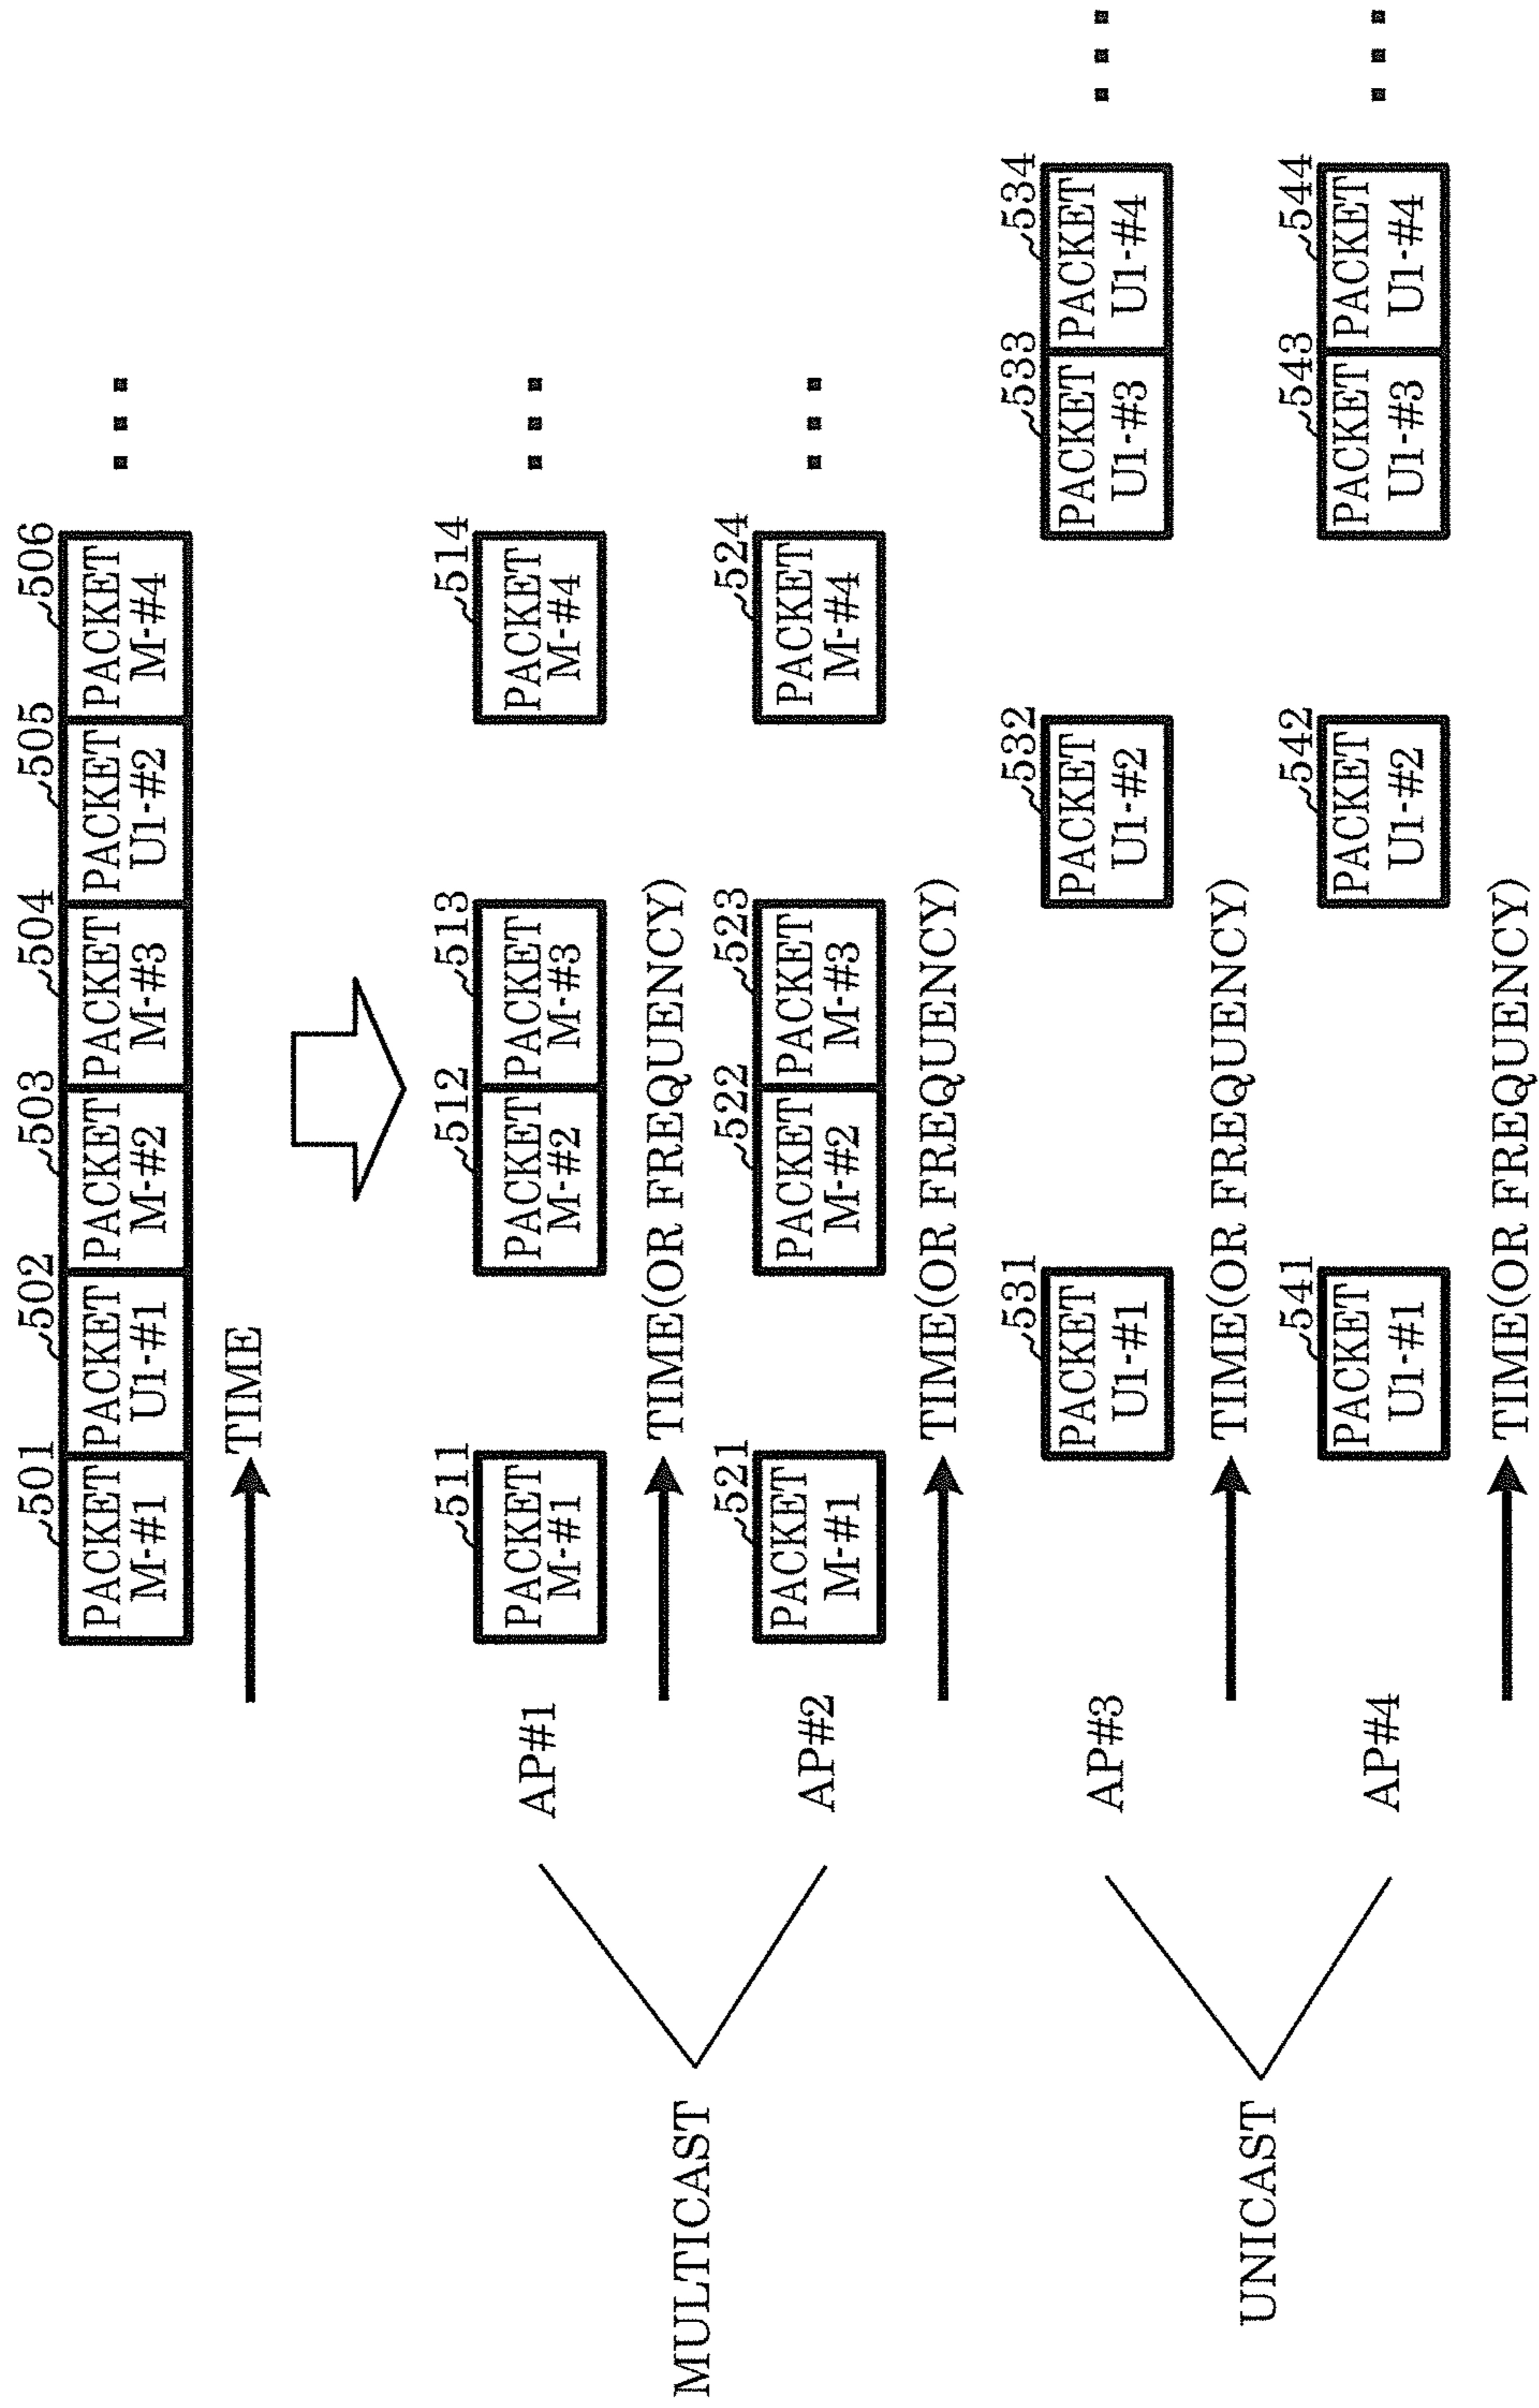 501 502 503 504 505 506
PACKET M-#1
PACKET U1-#1
PACKET M-#2
PACKET M-#3
PACKET U1-#2
PACKET M-#4
TIME
MULTICAST
AP#1
511 512 513 514
PACKET M-#1
PACKET M-#2
PACKET M-#3
PACKET M-#4
TIME(OR FREQUENCY)
AP#2
521 522 523 524
PACKET M-#1
PACKET M-#2
PACKET M-#3
PACKET M-#4
TIME(OR FREQUENCY)
UNICAST
AP#3
531 532 533 534
PACKET U1-#1
PACKET U1-#2
PACKET U1-#3
PACKET U1-#4
TIME(OR FREQUENCY)
AP#4
541 542 543 544
PACKET U1-#1
PACKET U1-#2
PACKET U1-#3
PACKET U1-#4
TIME(OR FREQUENCY)